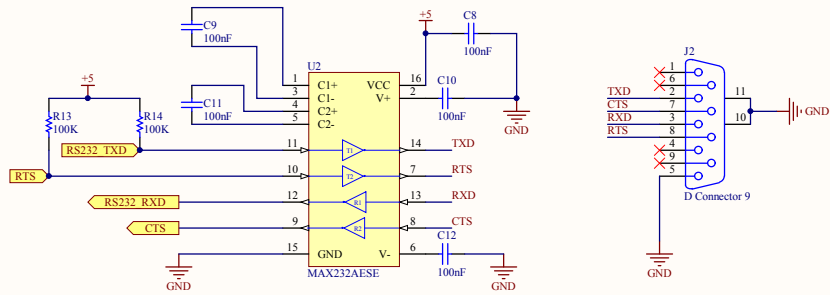 C9
100nF
+5
C8
100nF
J2
U2
+5
R13
100K
R14
100K
C11
100nF
1 C1+
3 C1-
4 C2+
5 C2-
VCC 16
V+ 2
C10
100nF
GND
RS232_TXD
11 T1 14 TXD
RTS
10 T2 7 RTS
RS232_RXD
12 R1 13 RXD
CTS
9 R2 8 CTS
15 GND
V- 6
C12
100nF
GND
GND
MAX232AESE
1
6
TXD 2
CTS 7
RXD 3
RTS 8
4
9
5
11
10
GND
D Connector 9
GND